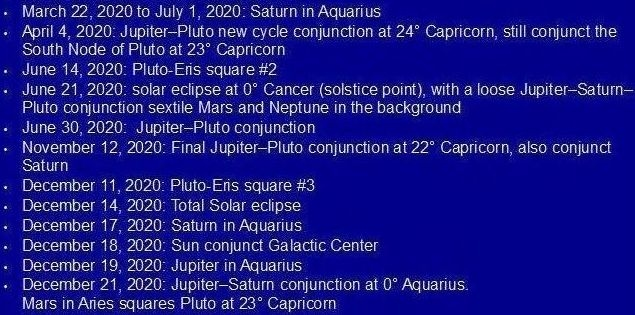 • March 22, 2020 to July 1, 2020: Saturn in Aquarius
• April 4, 2020: Jupiter–Pluto new cycle conjunction at 24° Capricorn, still conjunct the
South Node of Pluto at 23° Capricorn
• June 14, 2020: Pluto-Eris square #2
• June 21, 2020: solar eclipse at 0° Cancer (solstice point), with a loose Jupiter–Saturn–
Pluto conjunction sextile Mars and Neptune in the background
• June 30, 2020: Jupiter–Pluto conjunction
• November 12, 2020: Final Jupiter–Pluto conjunction at 22° Capricorn, also conjunct
Saturn
• December 11, 2020: Pluto-Eris square #3
• December 14, 2020: Total Solar eclipse
• December 17, 2020: Saturn in Aquarius
• December 18, 2020: Sun conjunct Galactic Center
• December 19, 2020: Jupiter in Aquarius
• December 21, 2020: Jupiter–Saturn conjunction at 0° Aquarius.
Mars in Aries squares Pluto at 23° Capricorn